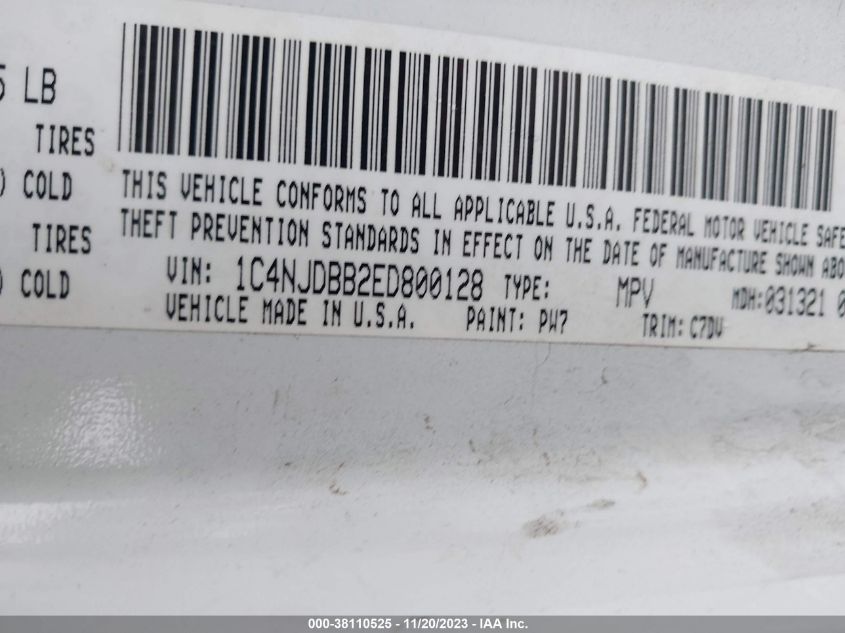 5 LB
TIRES
) COLD
TIRES
) COLD
THIS VEHICLE CONFORMS TO ALL APPLICABLE U.S.A. FEDERAL MOTOR VEHICLE SAFE
THEFT PREVENTION STANDARDS IN EFFECT ON THE DATE OF MANUFACTURE SHOWN ABO
VIN: 1C4NJDBB2ED800128 TYPE: MPV MDH:031321 0
VEHICLE MADE IN U.S.A. PAINT: PW7 TRIM: C7DV
000-38110525 - 11/20/2023 - IAA Inc.